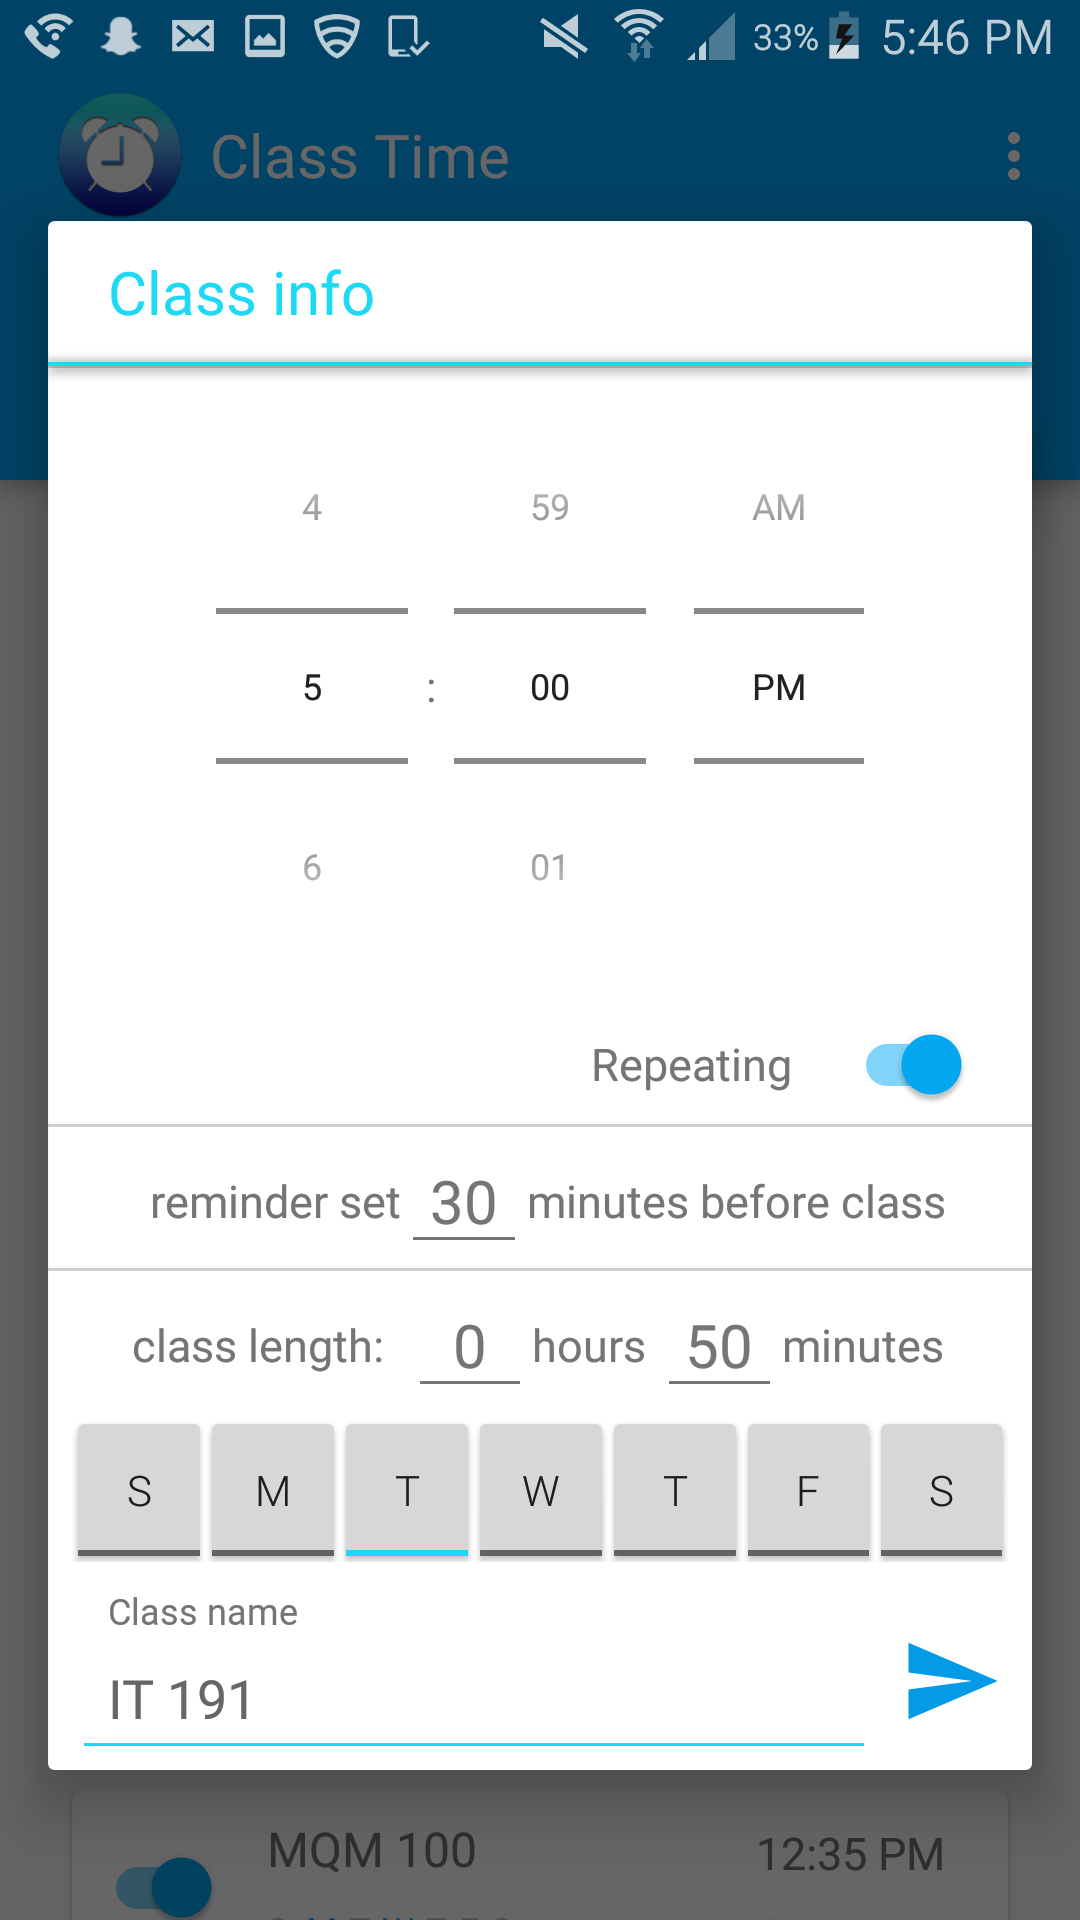 33% 5:46 PM
Class Time
Class info
4 59 AM
5 : 00 PM
6 01
Repeating
reminder set 30 minutes before class
class length: 0 hours 50 minutes
S M T W T F S
Class name
IT 191
MQM 100
12:35 PM